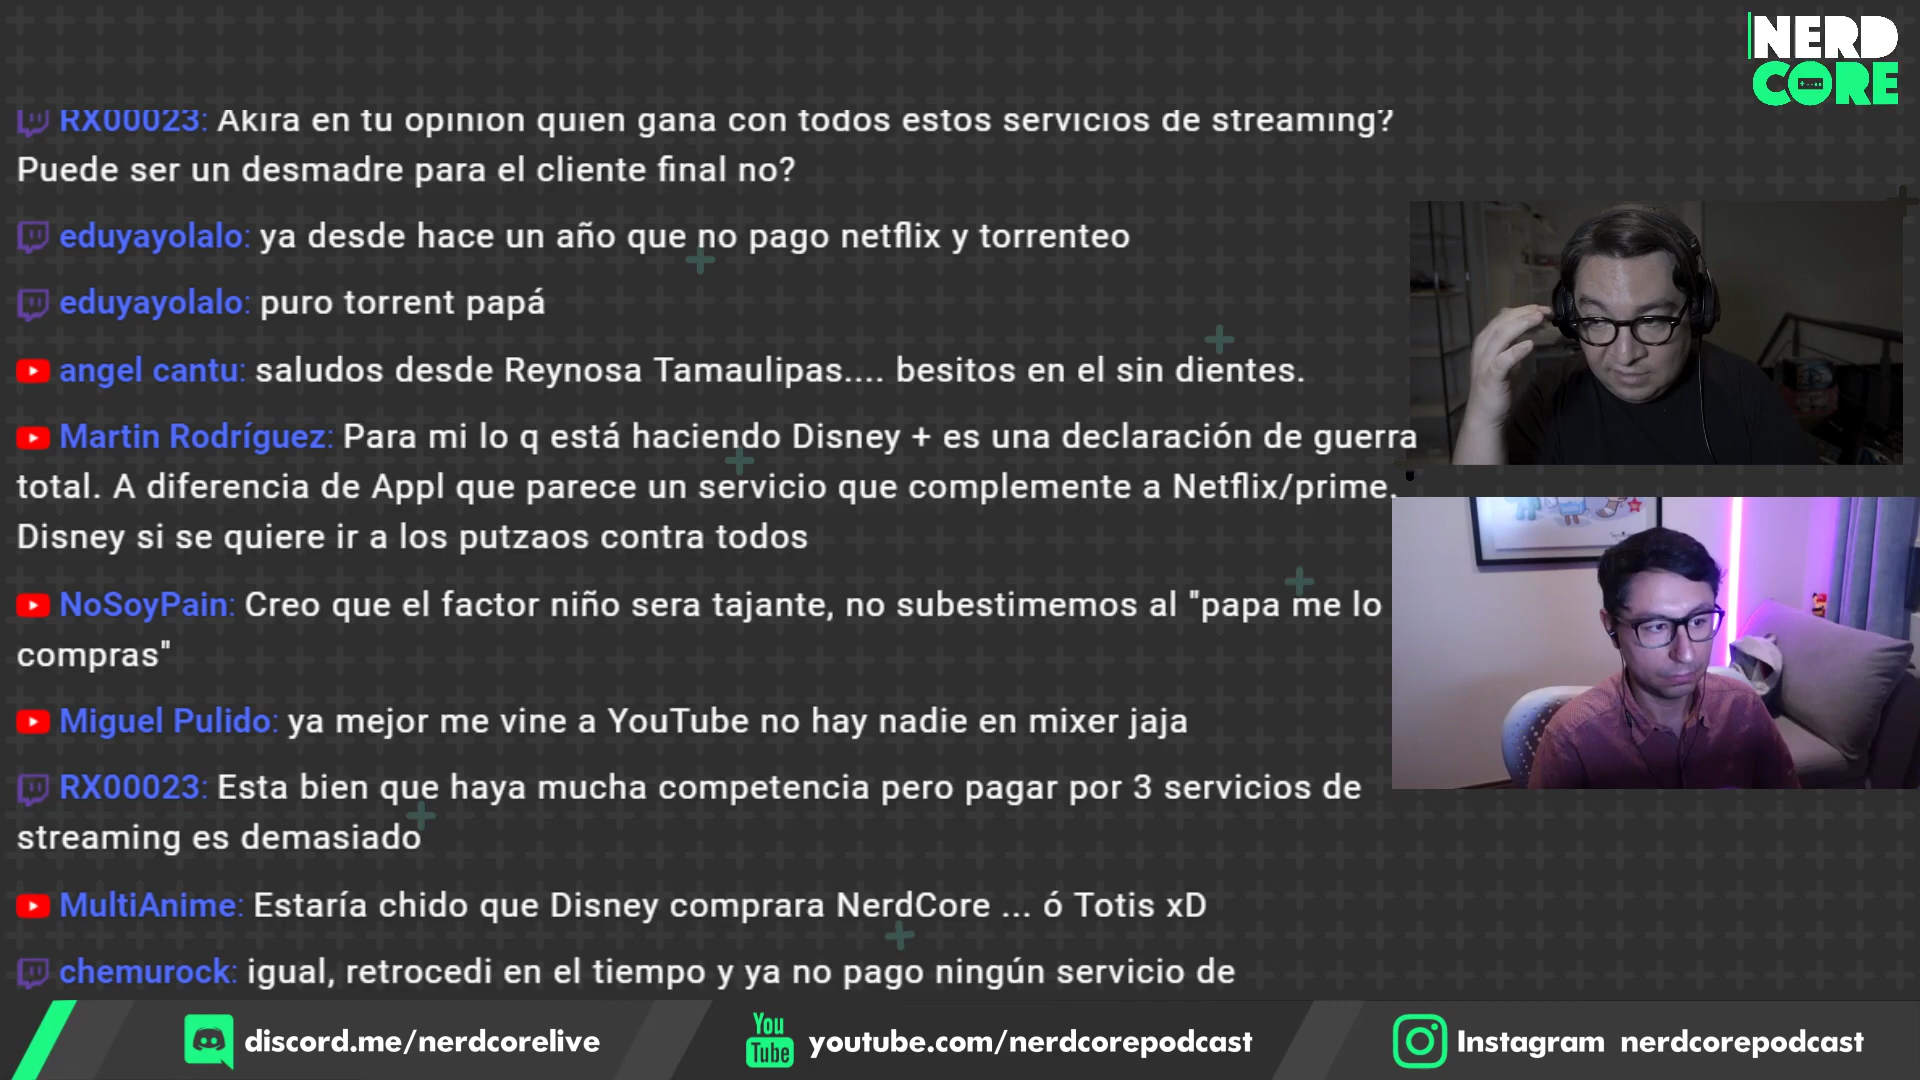 NERD
CORE
RX00023: Akira en tu opinion quien gana con todos estos servicios de streaming?
Puede ser un desmadre para el cliente final no?
eduyayolalo: ya desde hace un año que no pago netflix y torrenteo
eduyayolalo: puro torrent papá
angel cantu: saludos desde Reynosa Tamaulipas.... besitos en el sin dientes.
Martin Rodríguez: Para mi lo q está haciendo Disney + es una declaración de guerra
total. A diferencia de Appl que parece un servicio que complemente a Netflix/prime.
Disney si se quiere ir a los putzaos contra todos
NoSoyPain: Creo que el factor niño sera tajante, no subestimemos al "papa me lo
compras"
Miguel Pulido: ya mejor me vine a YouTube no hay nadie en mixer jaja
RX00023: Esta bien que haya mucha competencia pero pagar por 3 servicios de
streaming es demasiado
MultiAnime: Estaría chido que Disney comprara NerdCore ... ó Totis xD
chemurock: igual, retrocedi en el tiempo y ya no pago ningún servicio de
discord.me/nerdcorelive
You
Tube
youtube.com/nerdcorepodcast
Instagram nerdcorepodcast